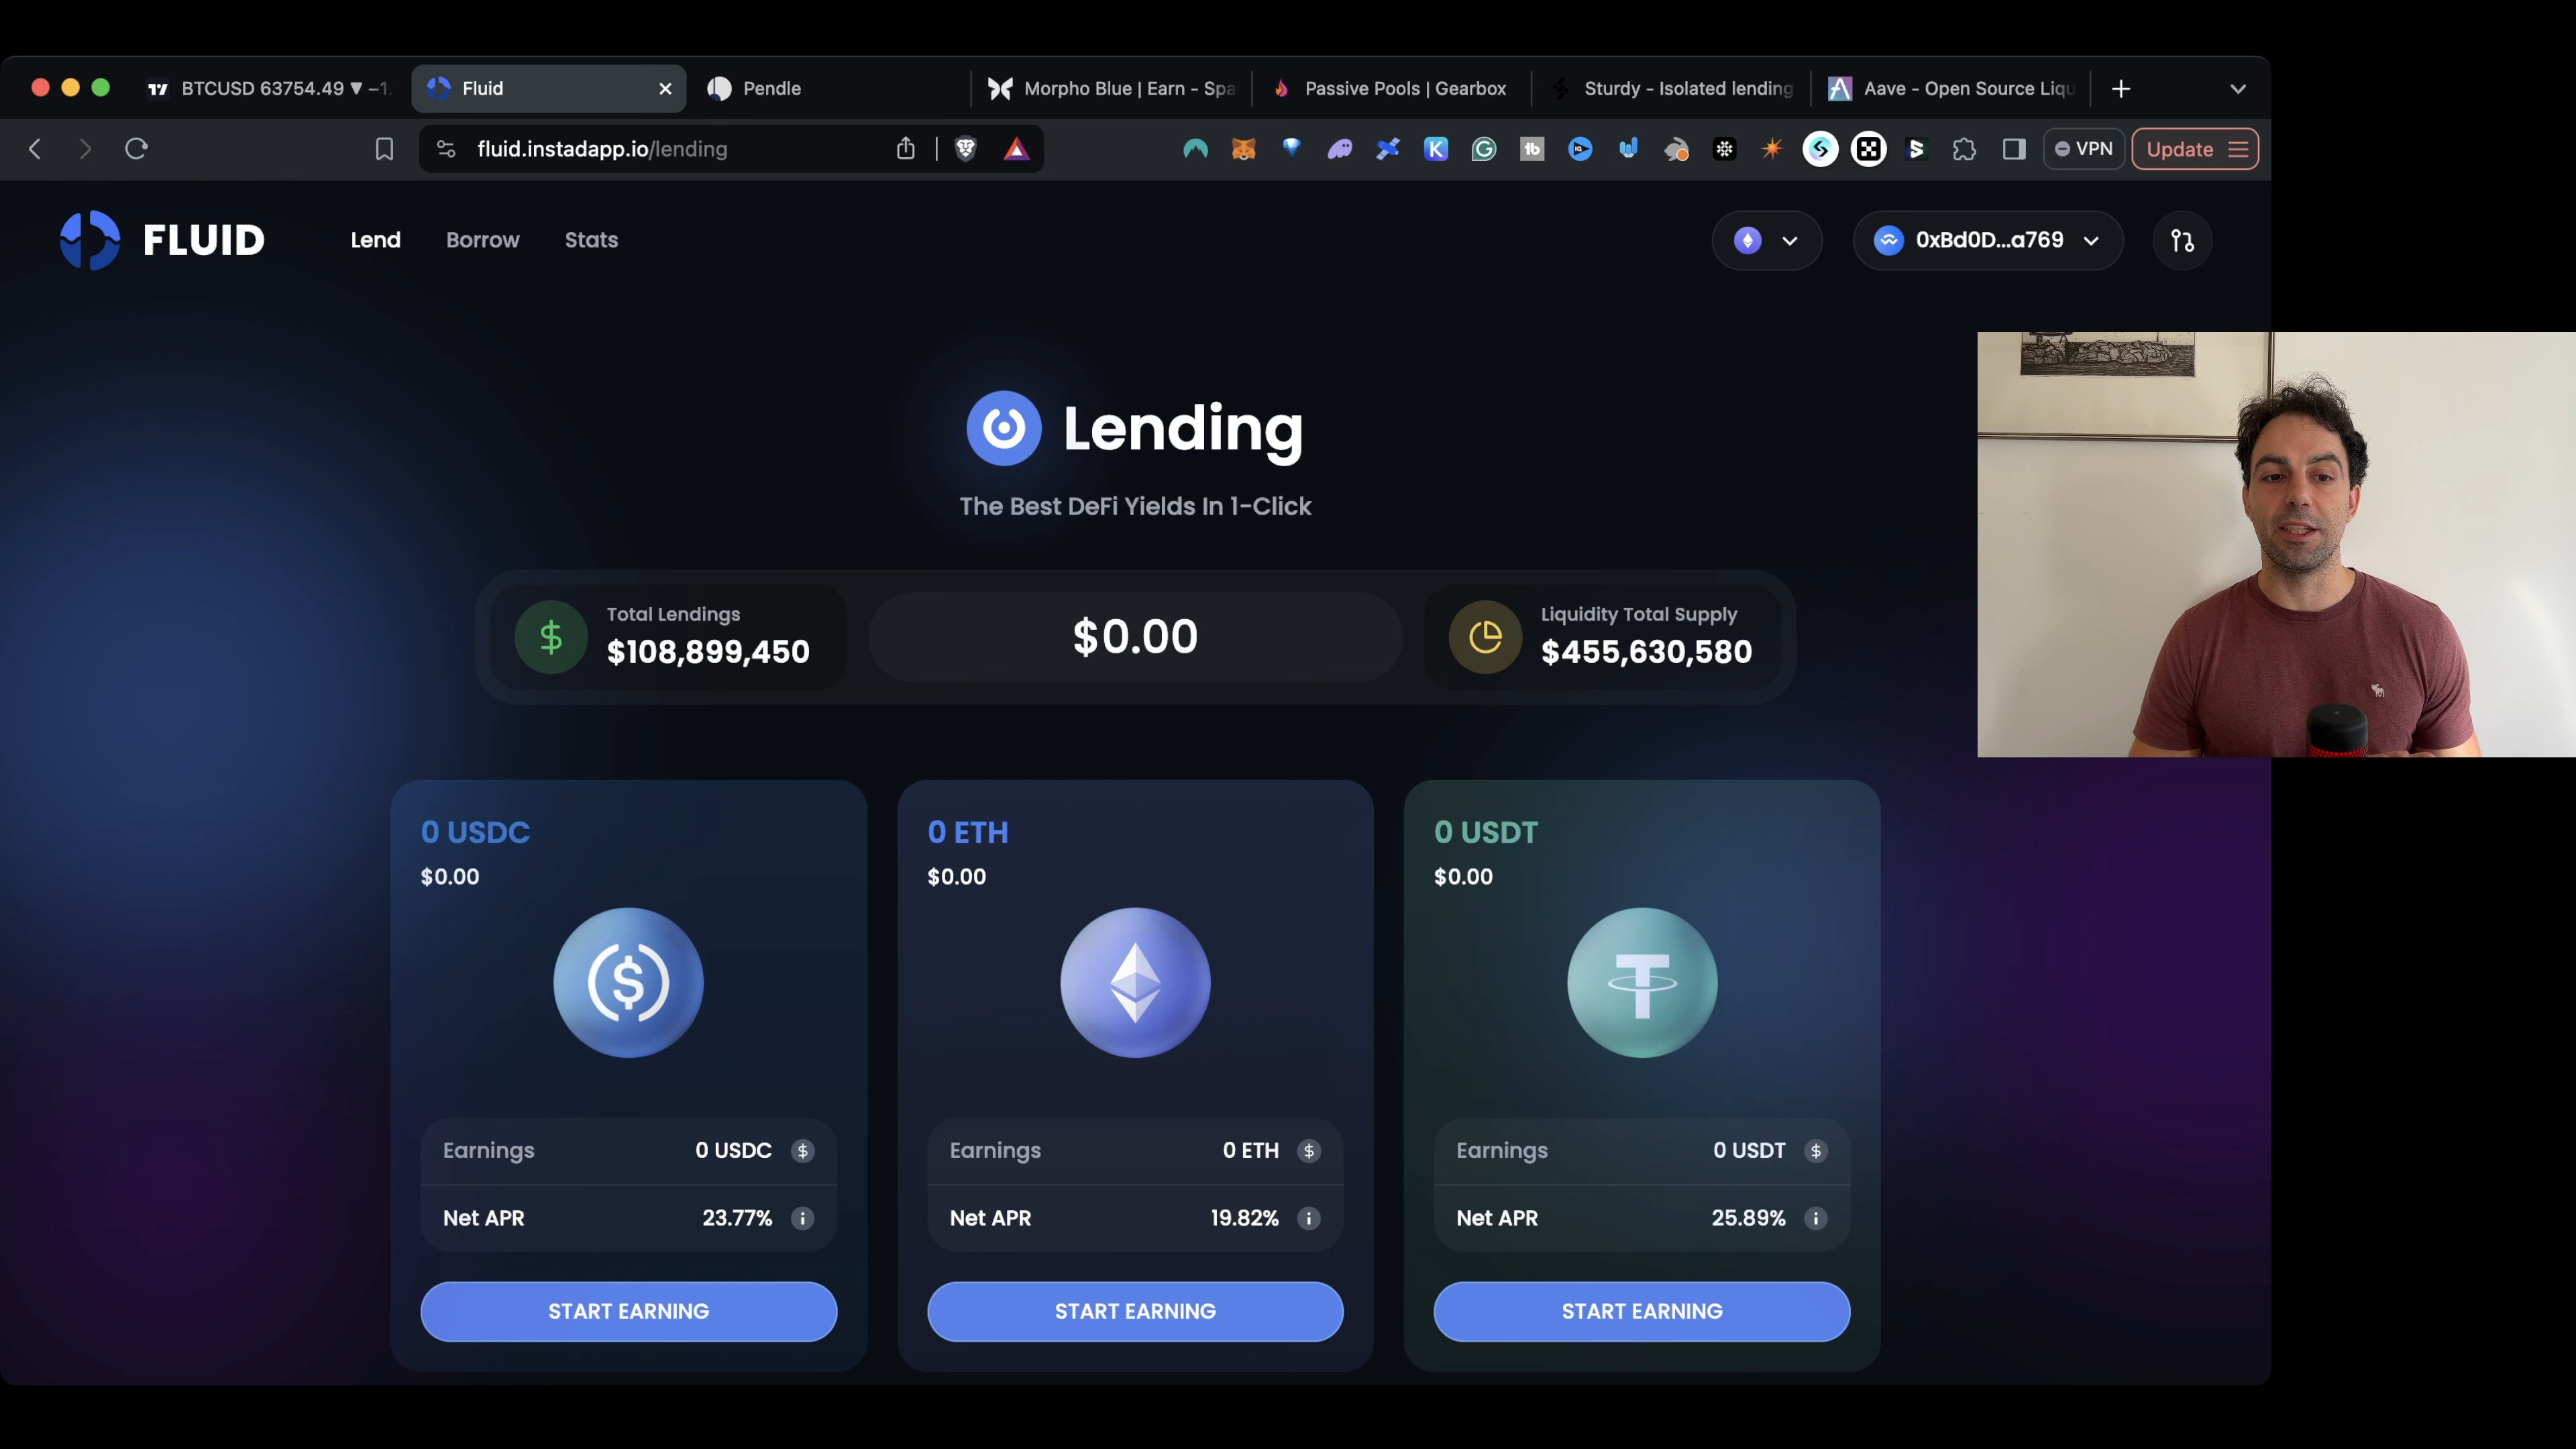 BTCUSD 63754.49 ▼ −1.
Fluid
Pendle
Morpho Blue | Earn - Spa
Passive Pools | Gearbox
Sturdy - Isolated lending
Aave - Open Source Liqu
fluid.instadapp.io/lending
VPN
Update
FLUID
Lend
Borrow
Stats
0xBd0D...a769
Lending
The Best DeFi Yields In 1-Click
Total Lendings
$108,899,450
$0.00
Liquidity Total Supply
$455,630,580
0 USDC
$0.00
Earnings 0 USDC
Net APR 23.77%
START EARNING
0 ETH
$0.00
Earnings 0 ETH
Net APR 19.82%
START EARNING
0 USDT
$0.00
Earnings 0 USDT
Net APR 25.89%
START EARNING